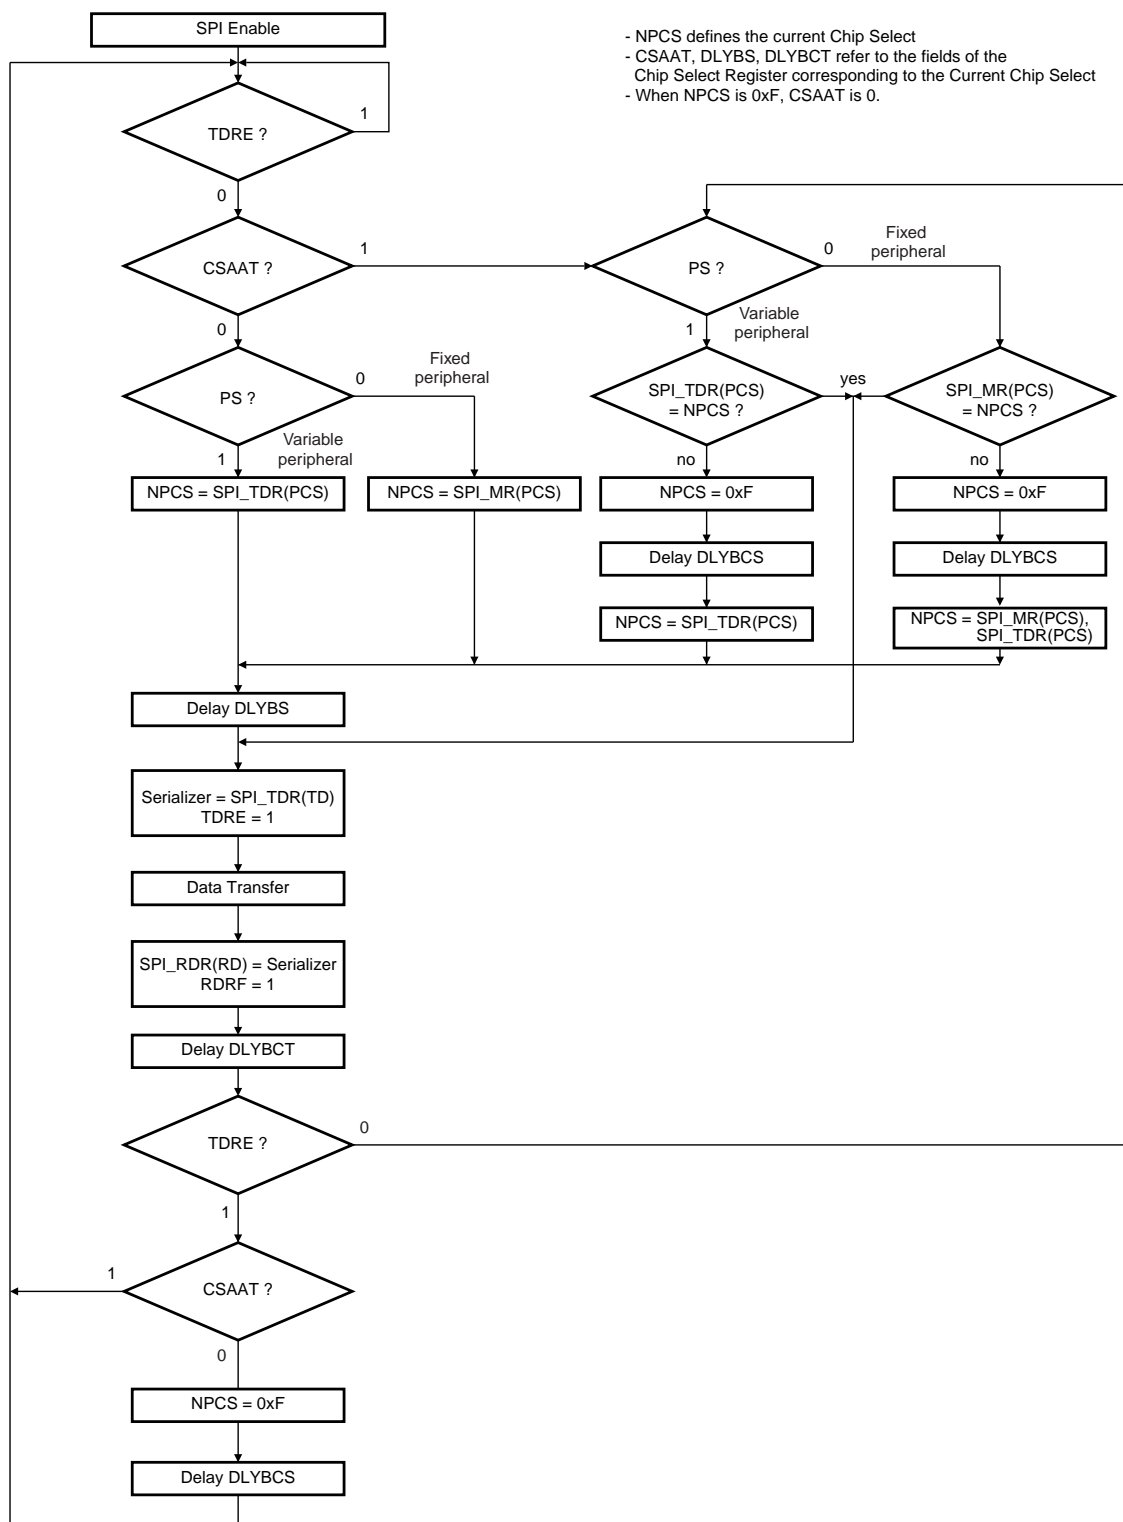 SPI Enable
- NPCS defines the current Chip Select
- CSAAT, DLYBS, DLYBCT refer to the fields of the
Chip Select Register corresponding to the Current Chip Select
- When NPCS is 0xF, CSAAT is 0.
TDRE ?
1
0
CSAAT ?
1
PS ?
0
Fixed
peripheral
0
1
Variable
peripheral
PS ?
0
Fixed
peripheral
SPI_TDR(PCS)
= NPCS ?
yes
SPI_MR(PCS)
= NPCS ?
1
Variable
peripheral
no
no
NPCS = SPI_TDR(PCS)
NPCS = SPI_MR(PCS)
NPCS = 0xF
NPCS = 0xF
Delay DLYBCS
Delay DLYBCS
NPCS = SPI_TDR(PCS)
NPCS = SPI_MR(PCS),
SPI_TDR(PCS)
Delay DLYBS
Serializer = SPI_TDR(TD)
TDRE = 1
Data Transfer
SPI_RDR(RD) = Serializer
RDRF = 1
Delay DLYBCT
TDRE ?
0
1
CSAAT ?
1
0
NPCS = 0xF
Delay DLYBCS